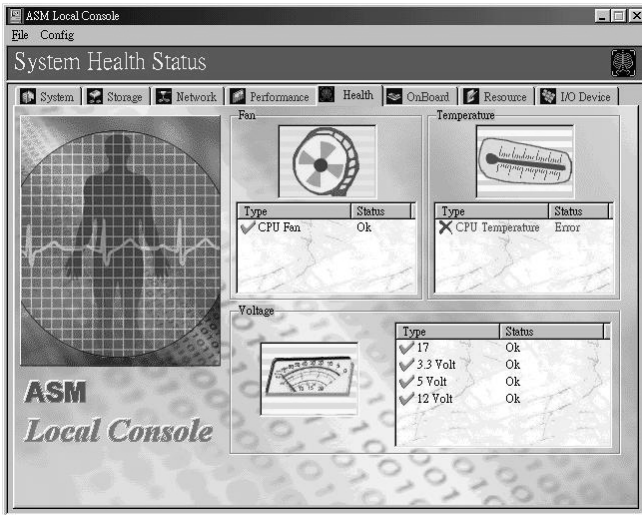 ASM Local Console
File Config
System Health Status
System Storage Network Performance Health OnBoard Resource I/O Device
Fan
Type Status
CPU Fan Ok
Temperature
Type Status
CPU Temperature Error
Voltage
Type Status
17 Ok
3.3 Volt Ok
5 Volt Ok
12 Volt Ok
ASM
Local Console